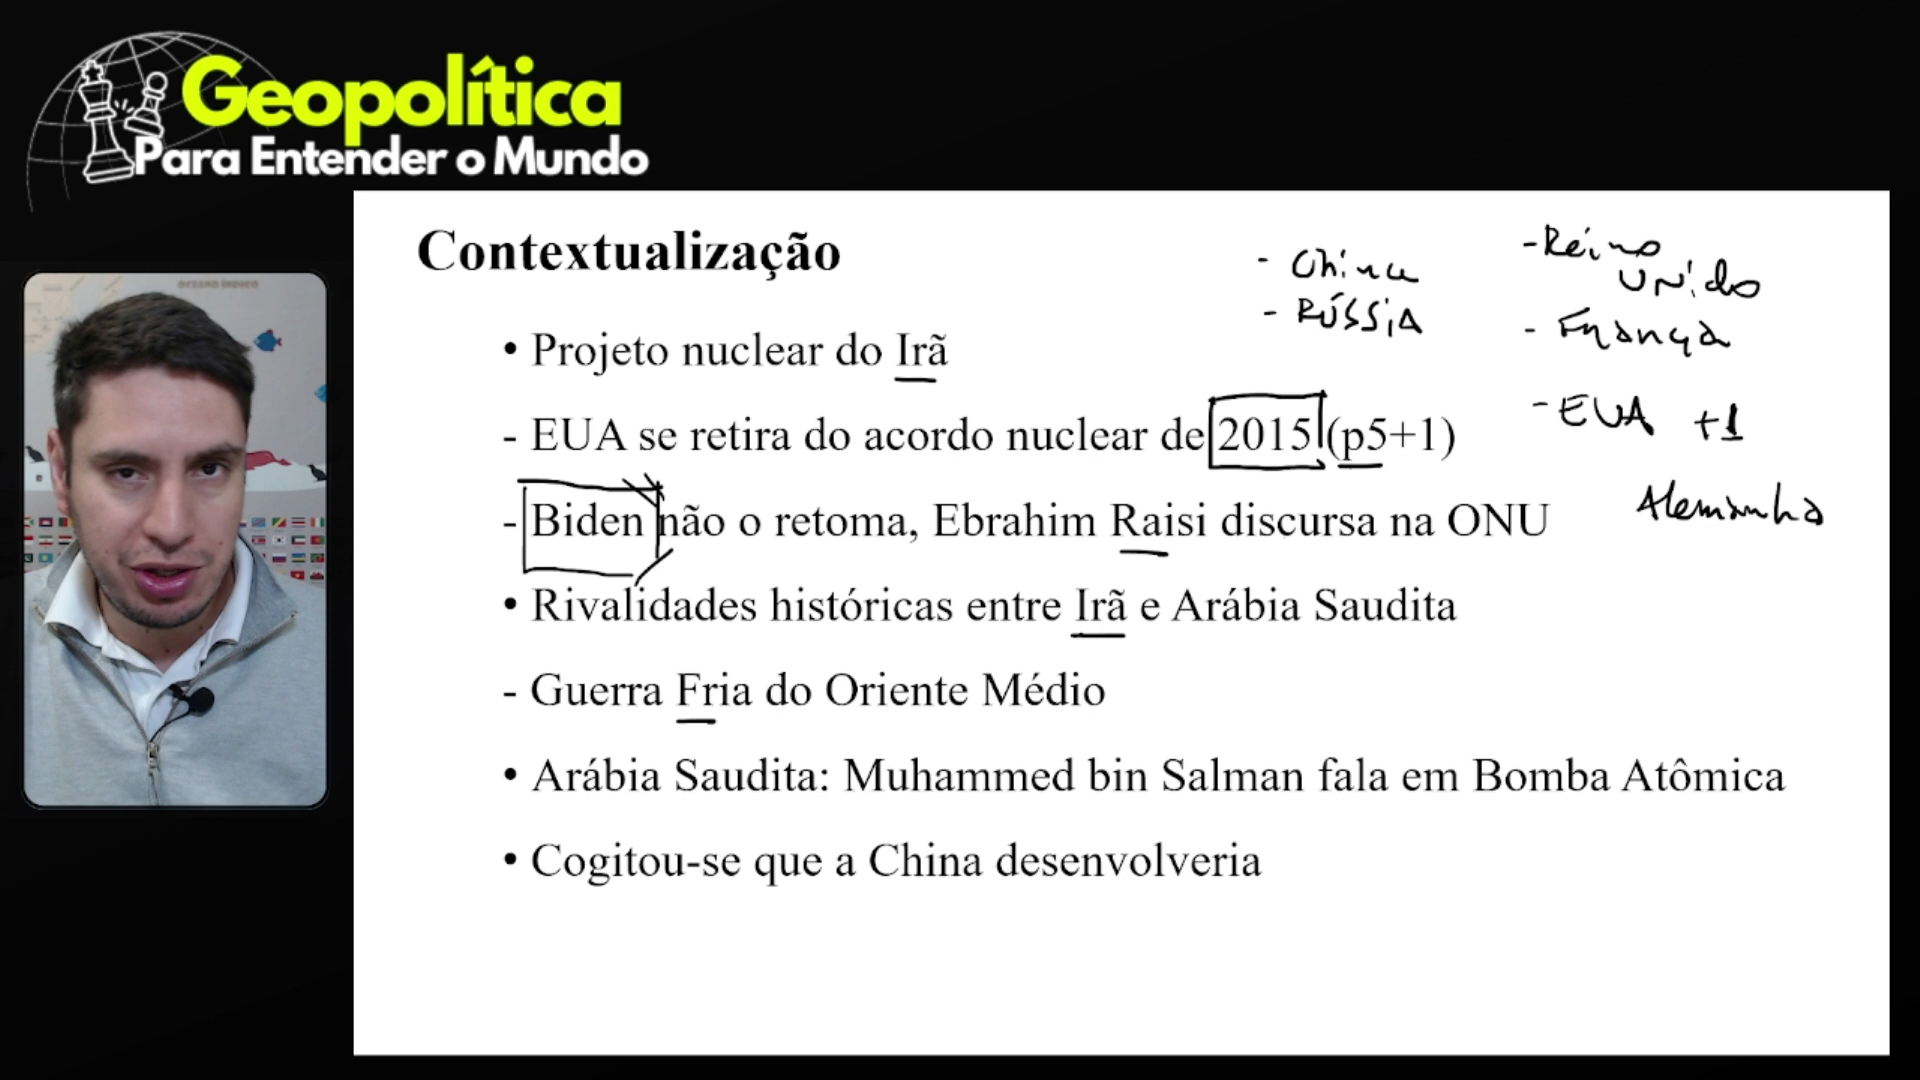 Geopolítica
Para Entender o Mundo
OCEANO ÍNDICO
Contextualização
- China
- RÚSSIA
- Reino
UNido
- França
- EUA +1
Alemanha
• Projeto nuclear do Irã
- EUA se retira do acordo nuclear de 2015 (p5+1)
- Biden não o retoma, Ebrahim Raisi discursa na ONU
• Rivalidades históricas entre Irã e Arábia Saudita
- Guerra Fria do Oriente Médio
• Arábia Saudita: Muhammed bin Salman fala em Bomba Atômica
• Cogitou-se que a China desenvolveria